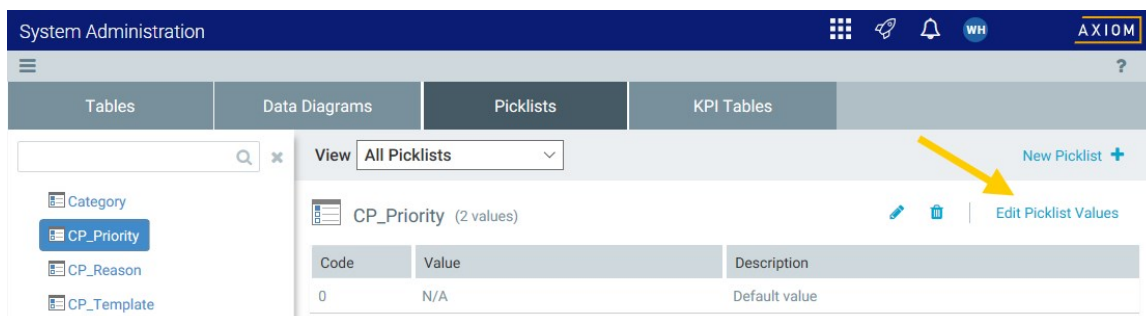 System Administration
WH
AXIOM
?
Tables
Data Diagrams
Picklists
KPI Tables
View All Picklists
New Picklist
Category
CP_Priority
CP_Reason
CP_Template
CP_Priority (2 values)
Edit Picklist Values
Code Value Description
0 N/A Default value